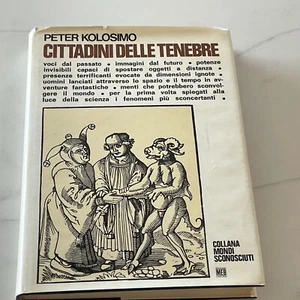 PETER KOLOSIMO
CITTADINI DELLE TENEBRE
voci dal passato • immagini dal futuro • potenze
invisibili capaci di spostare oggetti a distanza •
presenze terrificanti evocate da dimensioni ignote •
uomini lanciati attraverso lo spazio e il tempo in av-
venture fantastiche • menti che potrebbero sconvol-
gere il mondo • per la prima volta spiegati alla
luce della scienza i fenomeni più sconcertanti •
COLLANA
MONDI
SCONOSCIUTI
MEB